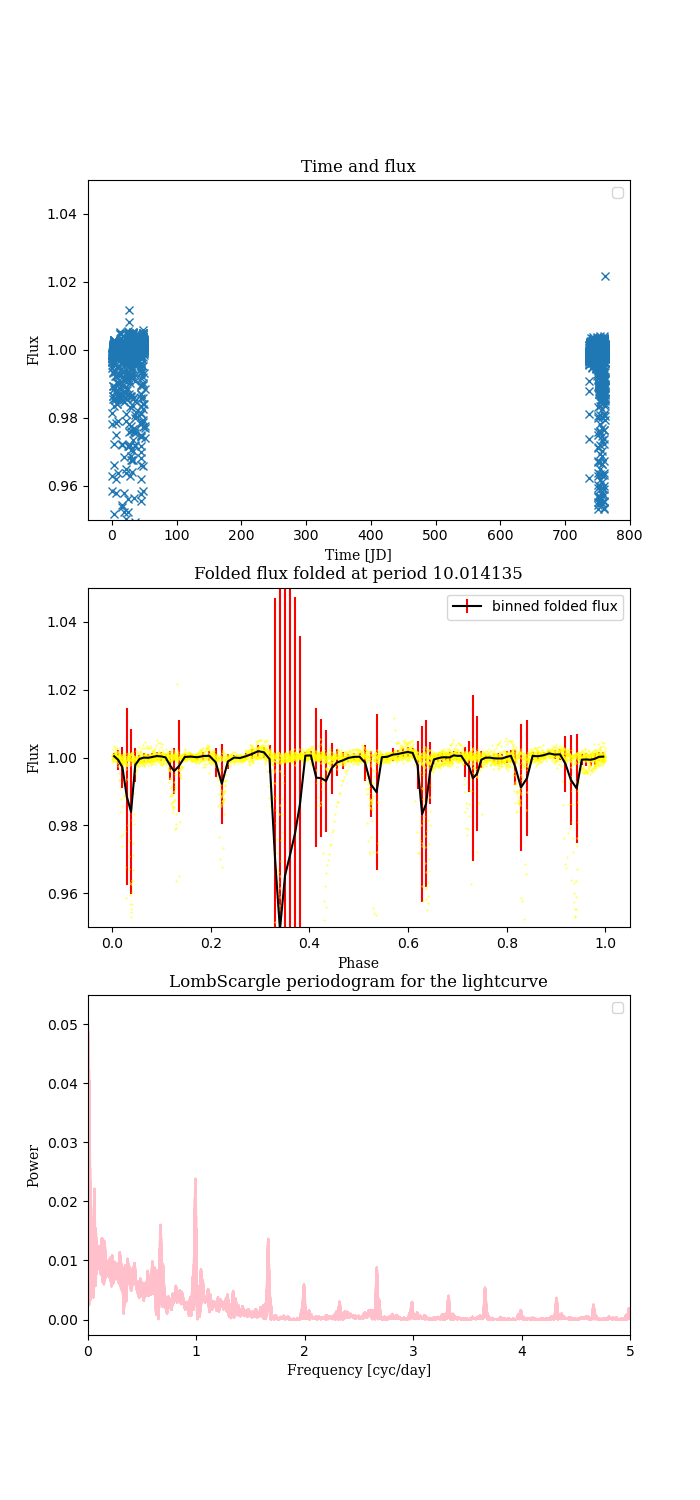 Time and flux
1.04
1.02
1.00
0.98
0.96
Flux
0 100 200 300 400 500 600 700 800
Time [JD]
Folded flux folded at period 10.014135
binned folded flux
1.04
1.02
1.00
0.98
0.96
Flux
0.0 0.2 0.4 0.6 0.8 1.0
Phase
LombScargle periodogram for the lightcurve
0.05
0.04
0.03
0.02
0.01
0.00
Power
0 1 2 3 4 5
Frequency [cyc/day]